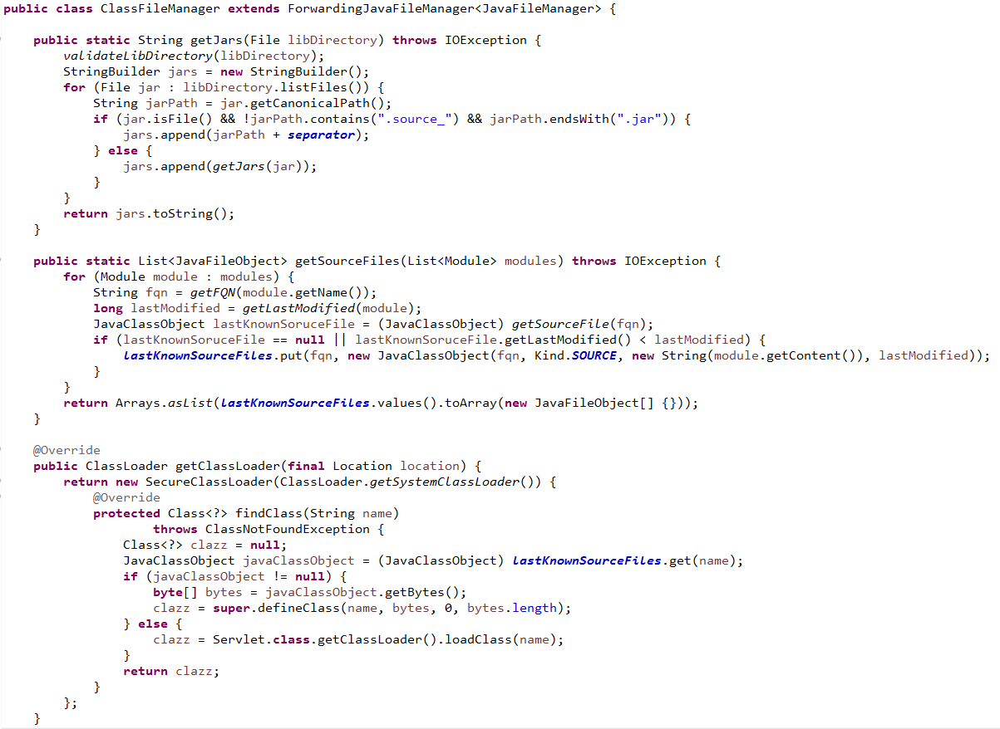 public class ClassFileManager extends ForwardingJavaFileManager<JavaFileManager> {
public static String getJars(File libDirectory) throws IOException {
validateLibDirectory(libDirectory);
StringBuilder jars = new StringBuilder();
for (File jar : libDirectory.listFiles()) {
String jarPath = jar.getCanonicalPath();
if (jar.isFile() && !jarPath.contains(".source_") && jarPath.endsWith(".jar")) {
jars.append(jarPath + separator);
} else {
jars.append(getJars(jar));
}
}
return jars.toString();
}
public static List<JavaFileObject> getSourceFiles(List<Module> modules) throws IOException {
for (Module module : modules) {
String fqn = getFQN(module.getName());
long lastModified = getLastModified(module);
JavaClassObject lastKnownSoruceFile = (JavaClassObject) getSourceFile(fqn);
if (lastKnownSoruceFile == null || lastKnownSoruceFile.getLastModified() < lastModified) {
lastKnownSourceFiles.put(fqn, new JavaClassObject(fqn, Kind.SOURCE, new String(module.getContent()), lastModified));
}
}
return Arrays.asList(lastKnownSourceFiles.values().toArray(new JavaFileObject[] {}));
}
@Override
public ClassLoader getClassLoader(final Location location) {
return new SecureClassLoader(ClassLoader.getSystemClassLoader()) {
@Override
protected Class<?> findClass(String name)
throws ClassNotFoundException {
Class<?> clazz = null;
JavaClassObject javaClassObject = (JavaClassObject) lastKnownSourceFiles.get(name);
if (javaClassObject != null) {
byte[] bytes = javaClassObject.getBytes();
clazz = super.defineClass(name, bytes, 0, bytes.length);
} else {
clazz = Servlet.class.getClassLoader().loadClass(name);
}
return clazz;
}
};
}